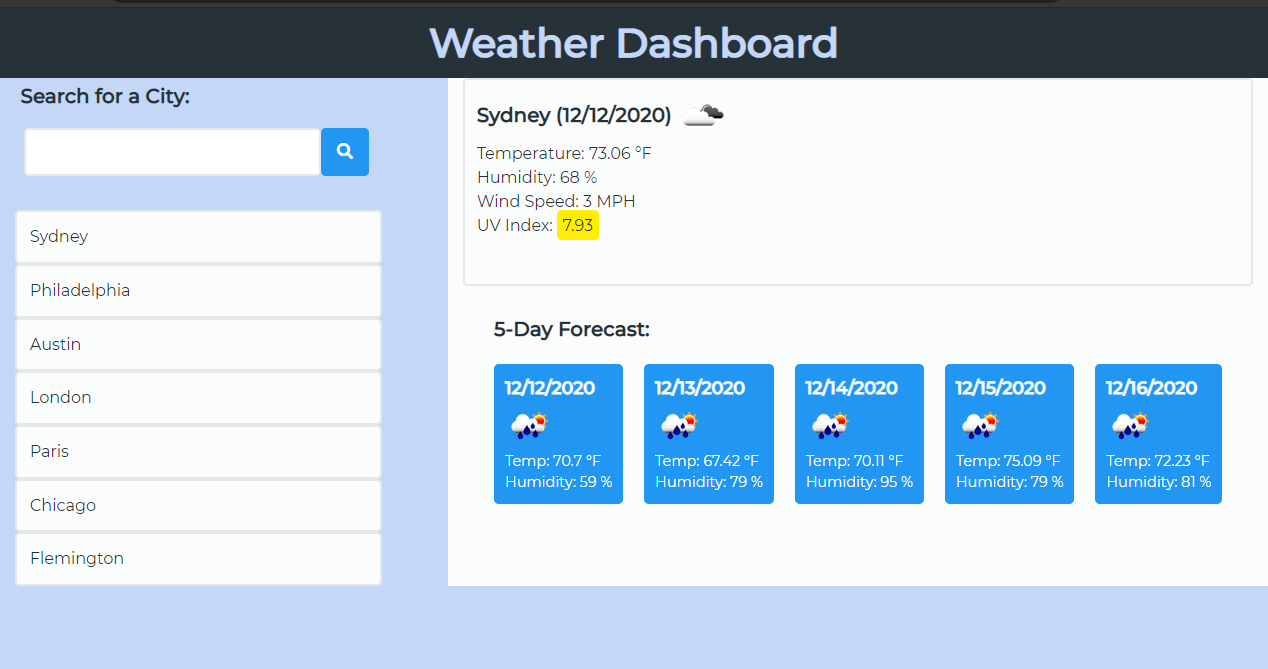 Weather Dashboard
Search for a City:
Sydney
Philadelphia
Austin
London
Paris
Chicago
Flemington
Sydney (12/12/2020)
Temperature: 73.06 °F
Humidity: 68 %
Wind Speed: 3 MPH
UV Index: 7.93
5-Day Forecast:
12/12/2020
Temp: 70.7 °F
Humidity: 59 %
12/13/2020
Temp: 67.42 °F
Humidity: 79 %
12/14/2020
Temp: 70.11 °F
Humidity: 95 %
12/15/2020
Temp: 75.09 °F
Humidity: 79 %
12/16/2020
Temp: 72.23 °F
Humidity: 81 %